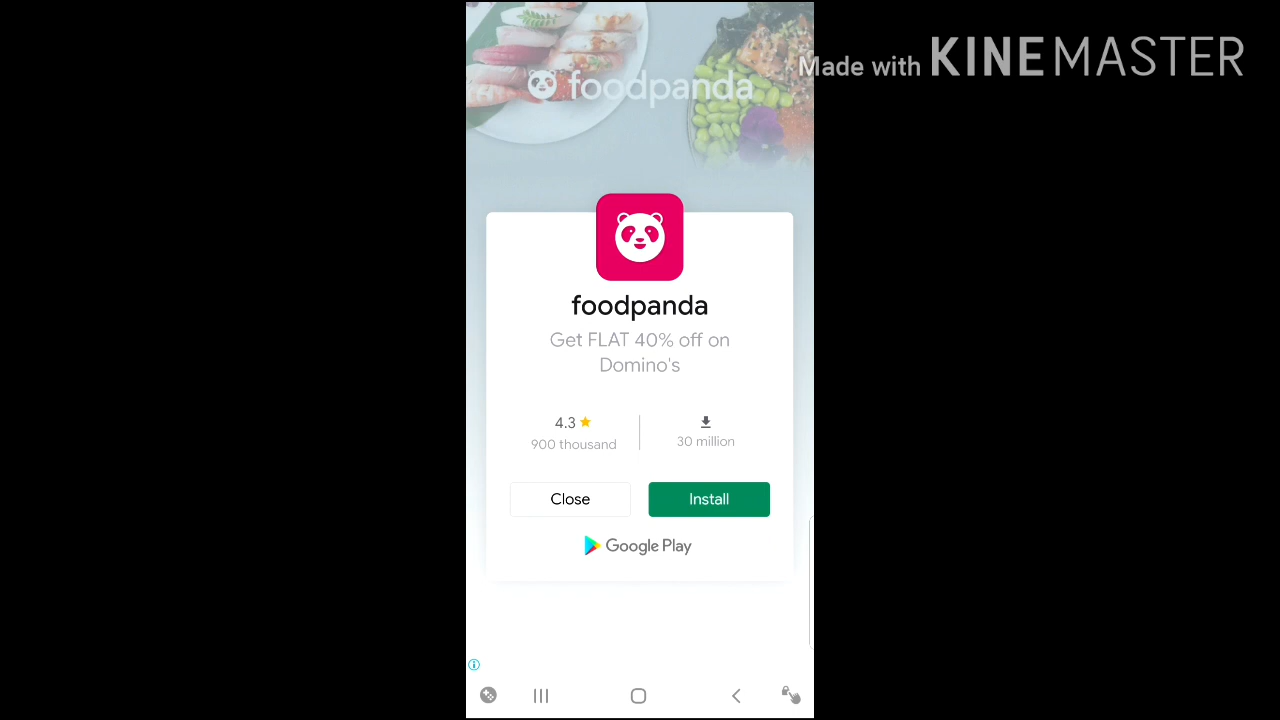 foodpanda
Made with KINEMASTER
foodpanda
Get FLAT 40% off on
Domino's
4.3
900 thousand
30 million
Close
Install
Google Play